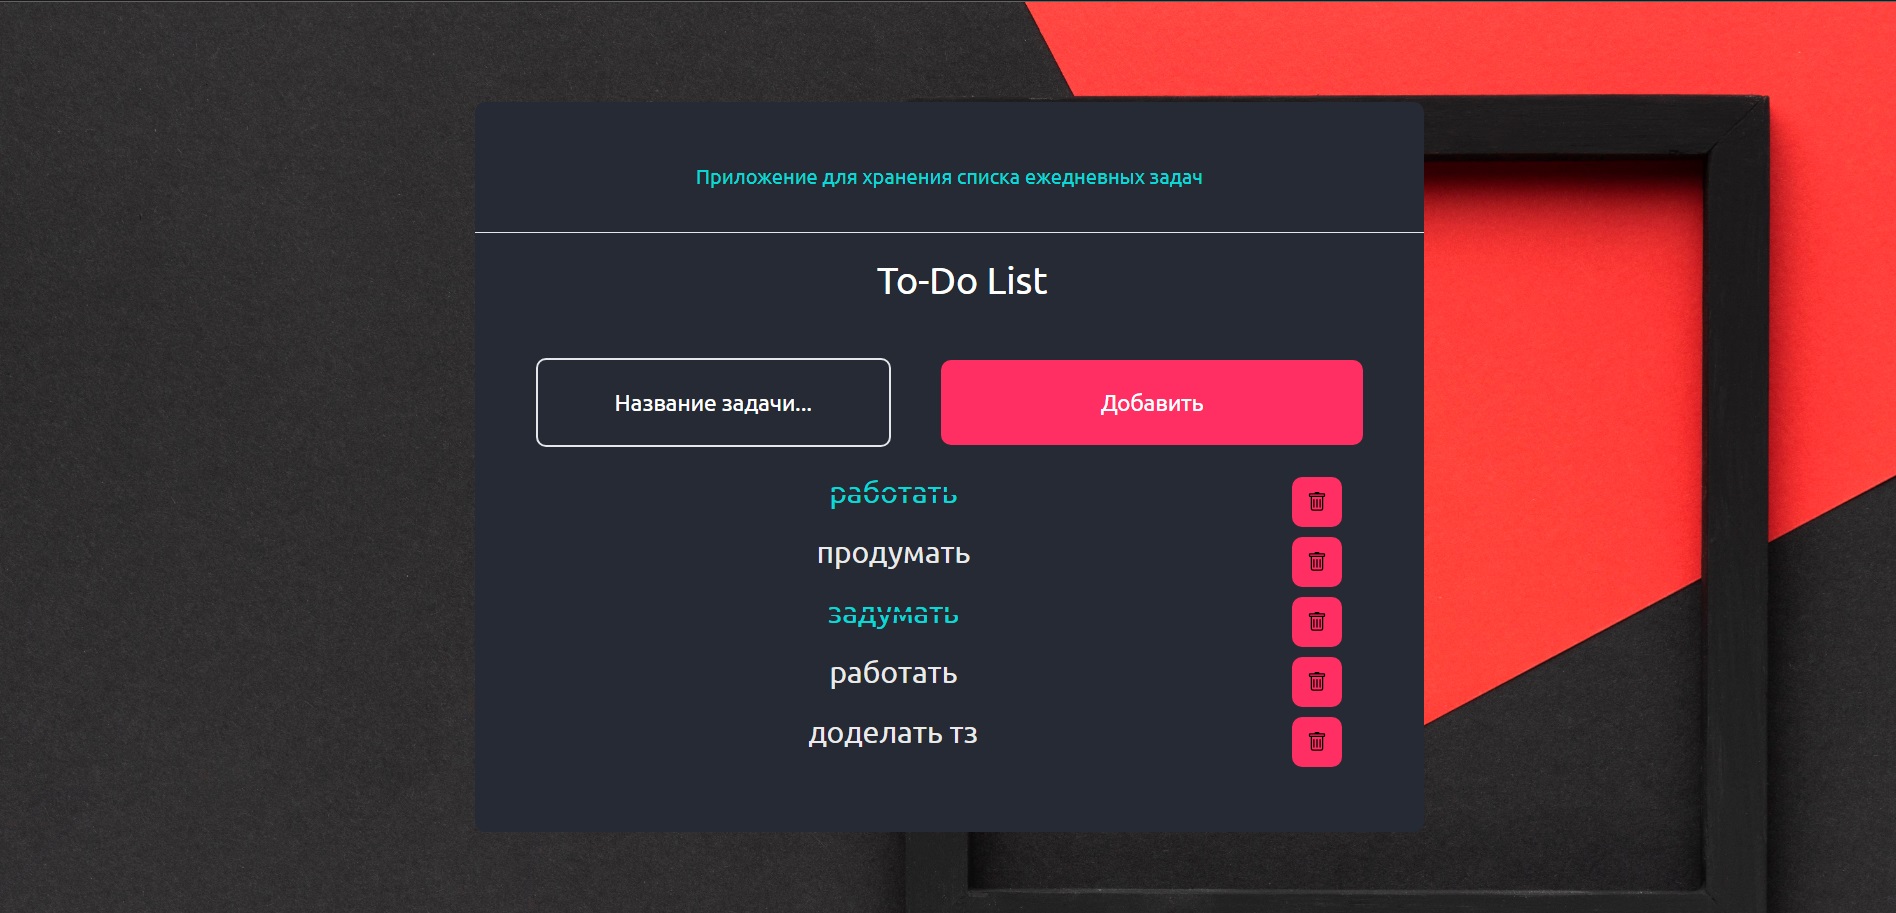 Приложение для хранения списка ежедневных задач
To-Do List
Название задачи... Добавить
работать
продумать
задумать
работать
доделать тз